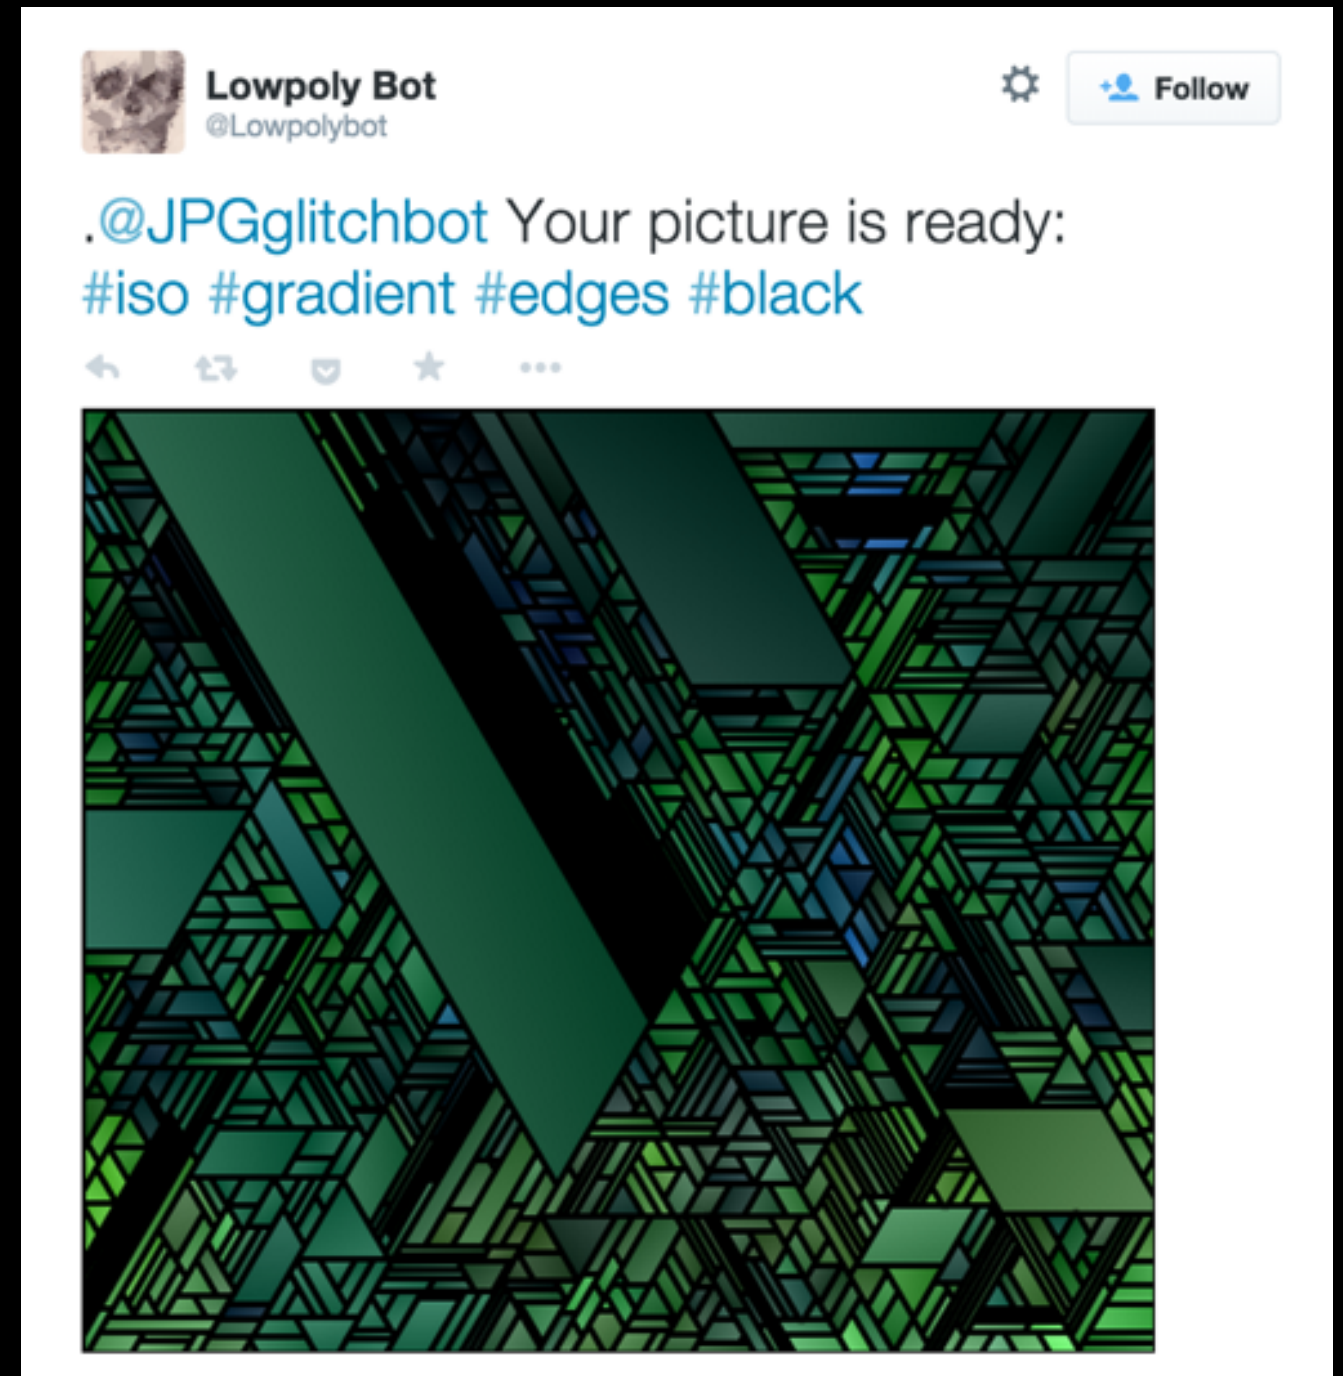 Lowpoly Bot
@Lowpolybot
Follow
.@JPGglitchbot Your picture is ready:
#iso #gradient #edges #black